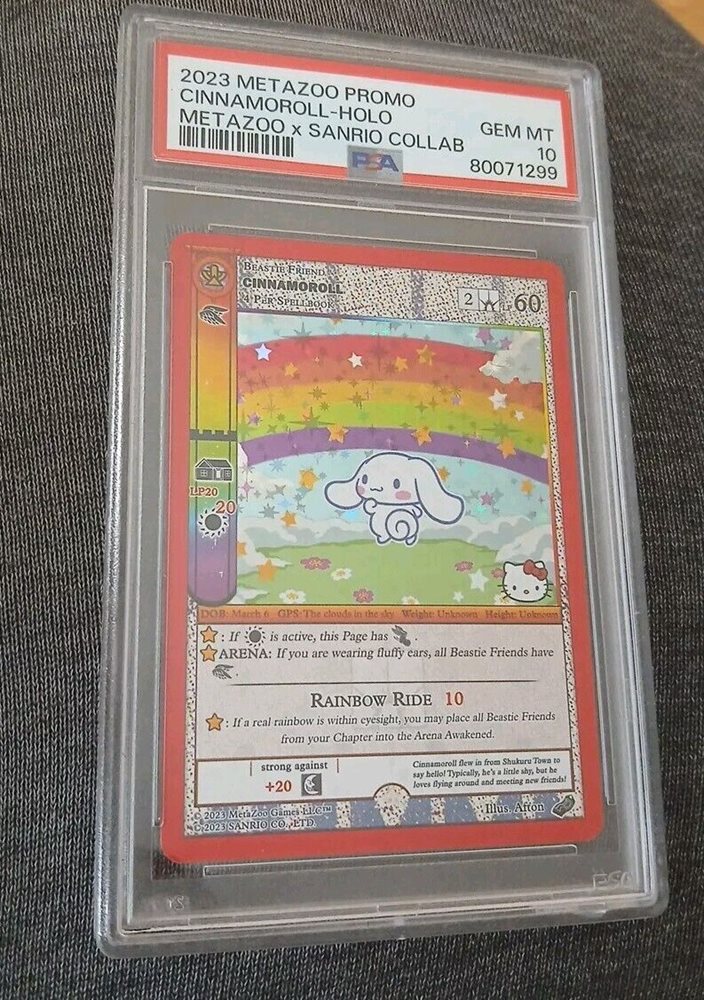 2023 METAZOO PROMO
CINNAMOROLL-HOLO
METAZOO x SANRIO COLLAB
GEM MT
10
80071299
PSA
BEASTIE FRIEND
CINNAMOROLL
4 PER SPELLBOOK
2
LP 60
LP20
20
DOB: March 6 GPS: The clouds in the sky Weight: Unknown Height: Unknown
: If is active, this Page has .
ARENA: If you are wearing fluffy ears, all Beastie Friends have
.
RAINBOW RIDE 10
: If a real rainbow is within eyesight, you may place all Beastie Friends
from your Chapter into the Arena Awakened.
strong against
+20
Cinnamoroll flew in from Shukuru Town to
say hello! Typically, he's a little shy, but he
loves flying around and meeting new friends!
© 2023 MetaZoo Games LLC™
© 2023 SANRIO CO., LTD.
Illus. Afton